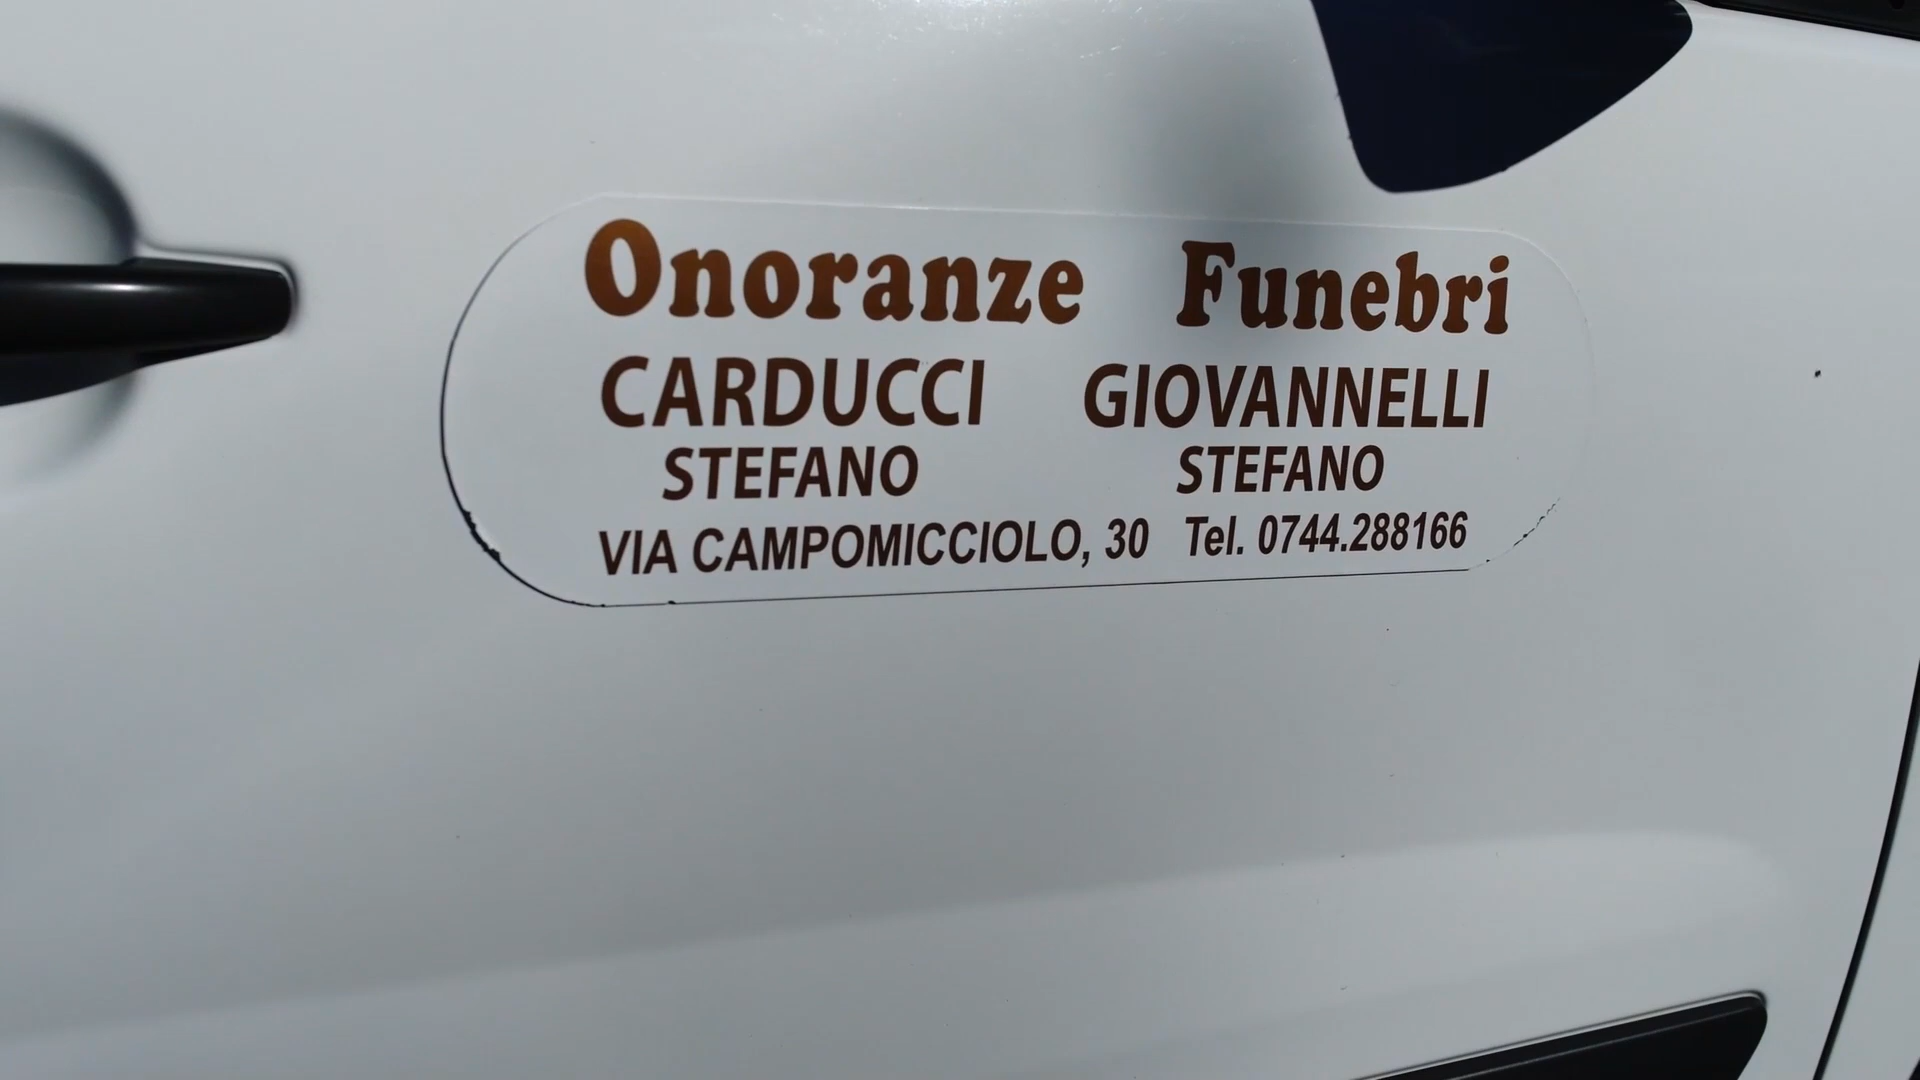 Onoranze Funebri
CARDUCCI GIOVANNELLI
STEFANO STEFANO
VIA CAMPOMICCIOLO, 30 Tel. 0744.288166